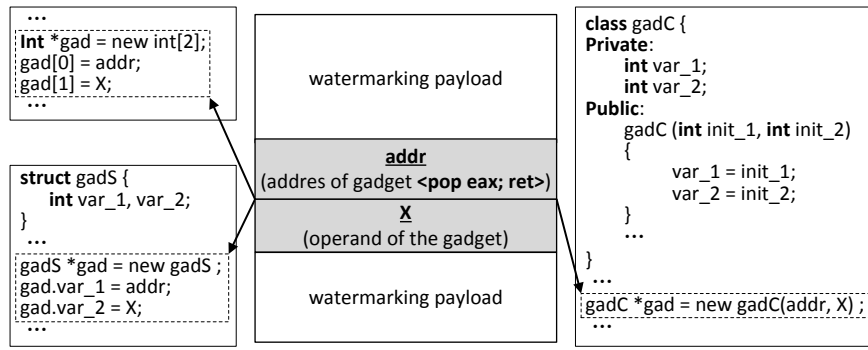 ...
Int *gad = new int[2];
gad[0] = addr;
gad[1] = X;
...
struct gadS {
int var_1, var_2;
}
...
gadS *gad = new gadS ;
gad.var_1 = addr;
gad.var_2 = X;
...
watermarking payload
addr
(addres of gadget <pop eax; ret>)
X
(operand of the gadget)
watermarking payload
class gadC {
Private:
int var_1;
int var_2;
Public:
gadC (int init_1, int init_2)
{
var_1 = init_1;
var_2 = init_2;
}
...
}
...
gadC *gad = new gadC(addr, X) ;
...